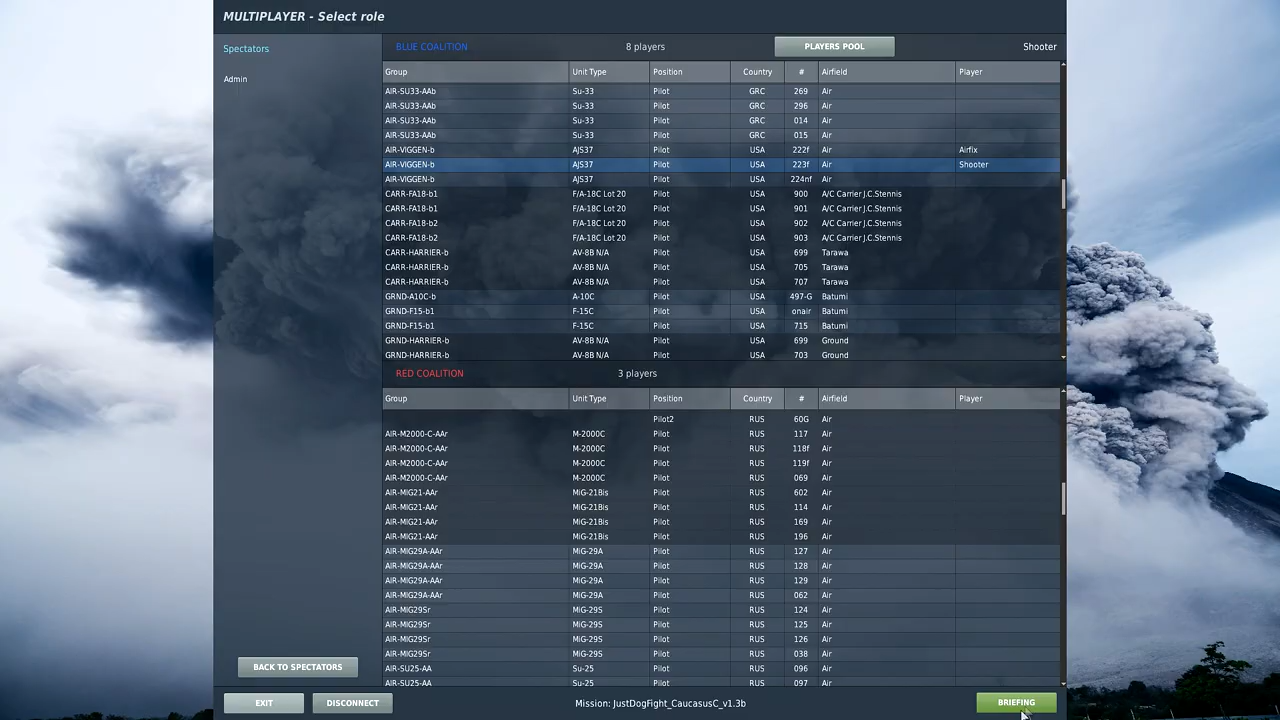 MULTIPLAYER - Select role
Spectators
Admin
BLUE COALITION 8 players PLAYERS POOL Shooter
Group Unit Type Position Country # Airfield Player
AIR-SU33-AAb Su-33 Pilot GRC 269 Air
AIR-SU33-AAb Su-33 Pilot GRC 296 Air
AIR-SU33-AAb Su-33 Pilot GRC 014 Air
AIR-SU33-AAb Su-33 Pilot GRC 015 Air
AIR-VIGGEN-b AJS37 Pilot USA 222f Air Airfix
AIR-VIGGEN-b AJS37 Pilot USA 223f Air Shooter
AIR-VIGGEN-b AJS37 Pilot USA 224nf Air
CARR-FA18-b1 F/A-18C Lot 20 Pilot USA 900 A/C Carrier J.C.Stennis
CARR-FA18-b1 F/A-18C Lot 20 Pilot USA 901 A/C Carrier J.C.Stennis
CARR-FA18-b2 F/A-18C Lot 20 Pilot USA 902 A/C Carrier J.C.Stennis
CARR-FA18-b2 F/A-18C Lot 20 Pilot USA 903 A/C Carrier J.C.Stennis
CARR-HARRIER-b AV-8B N/A Pilot USA 699 Tarawa
CARR-HARRIER-b AV-8B N/A Pilot USA 705 Tarawa
CARR-HARRIER-b AV-8B N/A Pilot USA 707 Tarawa
GRND-A10C-b A-10C Pilot USA 497-G Batumi
GRND-F15-b1 F-15C Pilot USA onair Batumi
GRND-F15-b1 F-15C Pilot USA 715 Batumi
GRND-HARRIER-b AV-8B N/A Pilot USA 699 Ground
GRND-HARRIER-b AV-8B N/A Pilot USA 703 Ground
RED COALITION 3 players
Group Unit Type Position Country # Airfield Player
Pilot2 RUS 60G Air
AIR-M2000-C-AAr M-2000C Pilot RUS 117 Air
AIR-M2000-C-AAr M-2000C Pilot RUS 118f Air
AIR-M2000-C-AAr M-2000C Pilot RUS 119f Air
AIR-M2000-C-AAr M-2000C Pilot RUS 069 Air
AIR-MIG21-AAr MiG-21Bis Pilot RUS 602 Air
AIR-MIG21-AAr MiG-21Bis Pilot RUS 114 Air
AIR-MIG21-AAr MiG-21Bis Pilot RUS 169 Air
AIR-MIG21-AAr MiG-21Bis Pilot RUS 196 Air
AIR-MIG29A-AAr MiG-29A Pilot RUS 127 Air
AIR-MIG29A-AAr MiG-29A Pilot RUS 128 Air
AIR-MIG29A-AAr MiG-29A Pilot RUS 129 Air
AIR-MIG29A-AAr MiG-29A Pilot RUS 062 Air
AIR-MIG29Sr MiG-29S Pilot RUS 124 Air
AIR-MIG29Sr MiG-29S Pilot RUS 125 Air
AIR-MIG29Sr MiG-29S Pilot RUS 126 Air
AIR-MIG29Sr MiG-29S Pilot RUS 038 Air
AIR-SU25-AA Su-25 Pilot RUS 096 Air
AIR-SU25-AA Su-25 Pilot RUS 097 Air
BACK TO SPECTATORS
EXIT DISCONNECT Mission: JustDogFight_CaucasusC_v1.3b BRIEFING